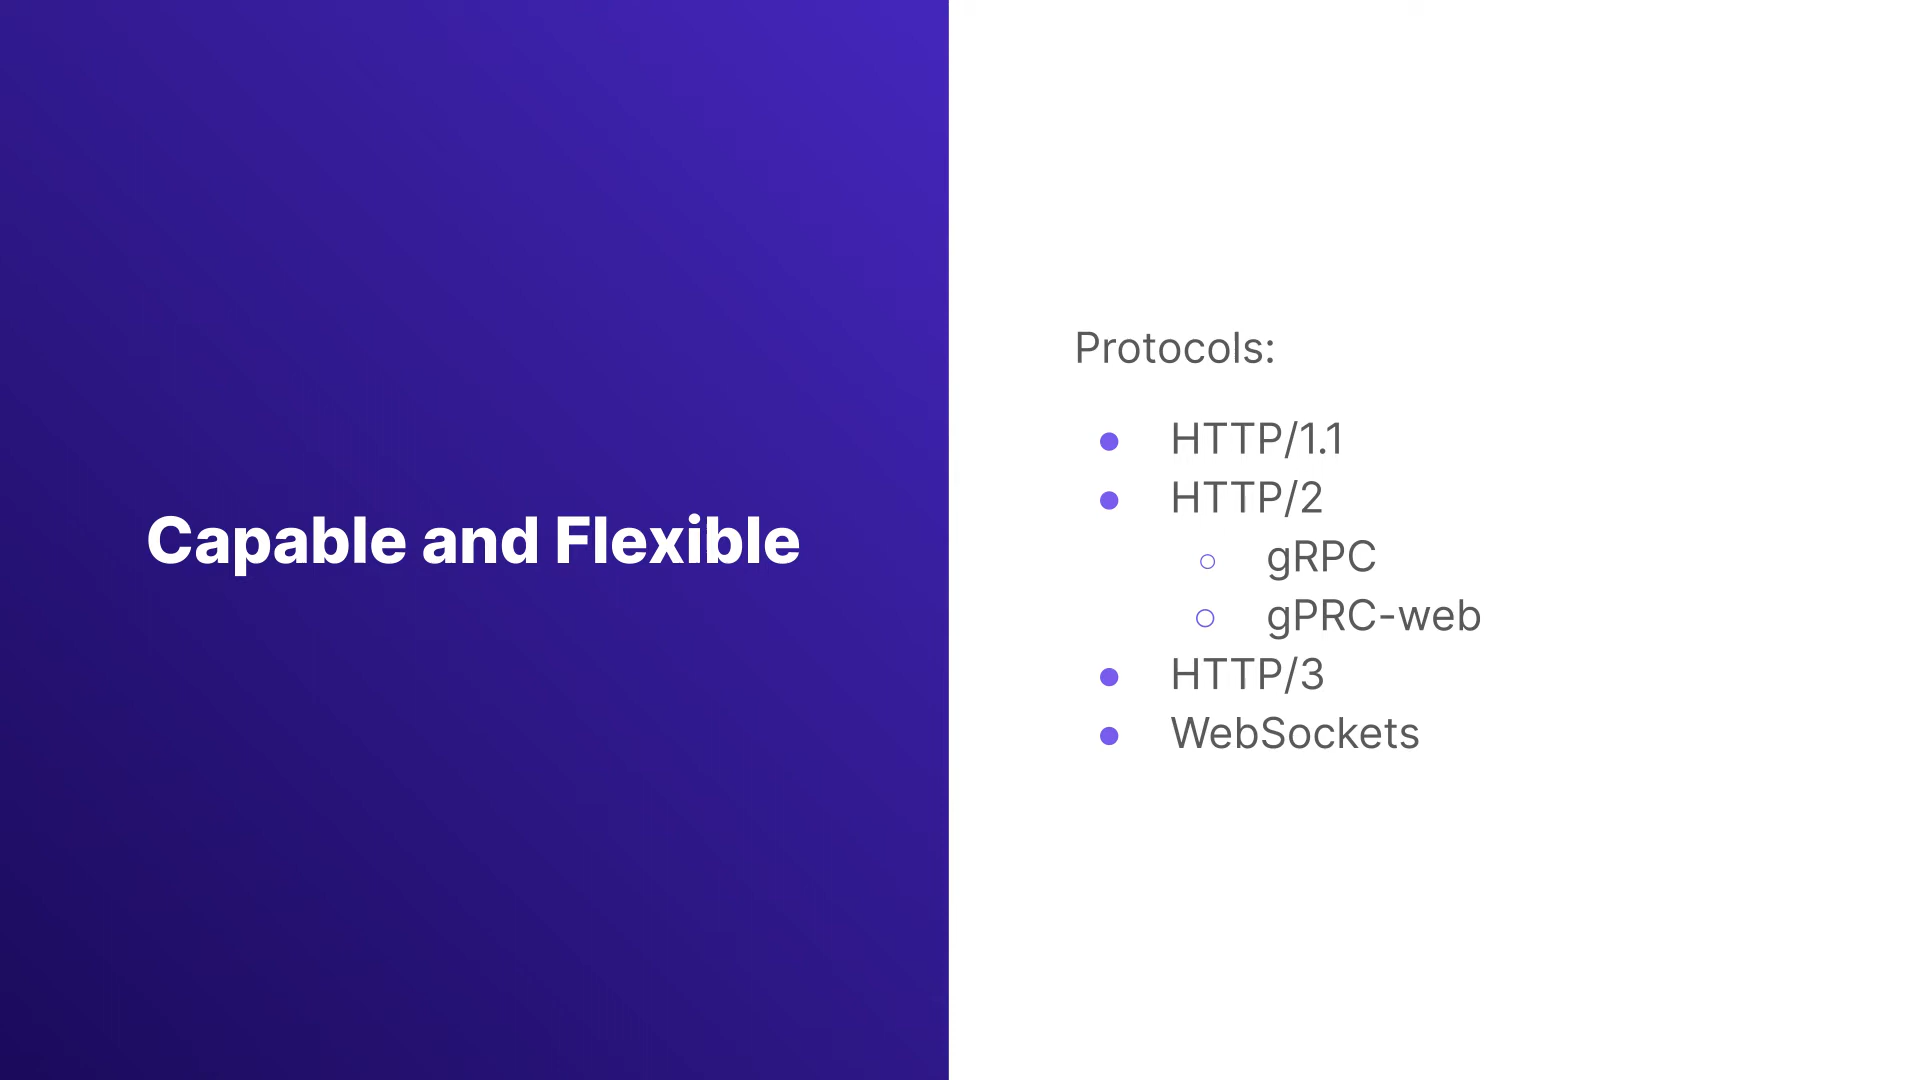 Capable and Flexible
Protocols:
● HTTP/1.1
● HTTP/2
○ gRPC
○ gPRC-web
● HTTP/3
● WebSockets